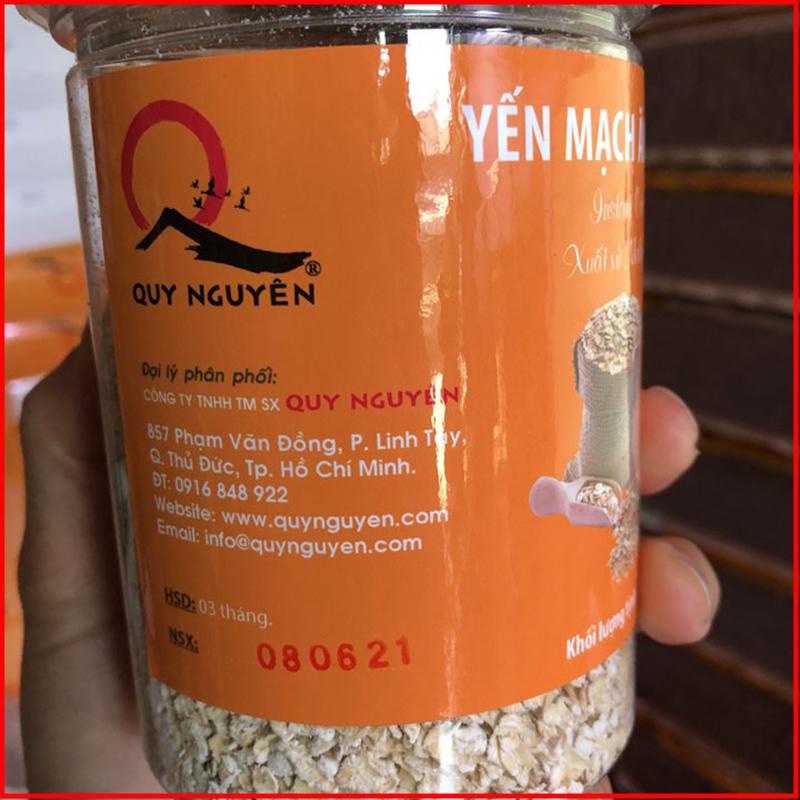 QUY NGUYÊN®
Đại lý phân phối:
CÔNG TY TNHH TM SX QUY NGUYÊN
857 Phạm Văn Đồng, P. Linh Tây,
Q. Thủ Đức, Tp. Hồ Chí Minh.
ĐT: 0916 848 922
Website: www.quynguyen.com
Email: info@quynguyen.com
HSD: 03 tháng.
NSX: 080621
YẾN MẠCH
Xuất xứ
Khối lượng